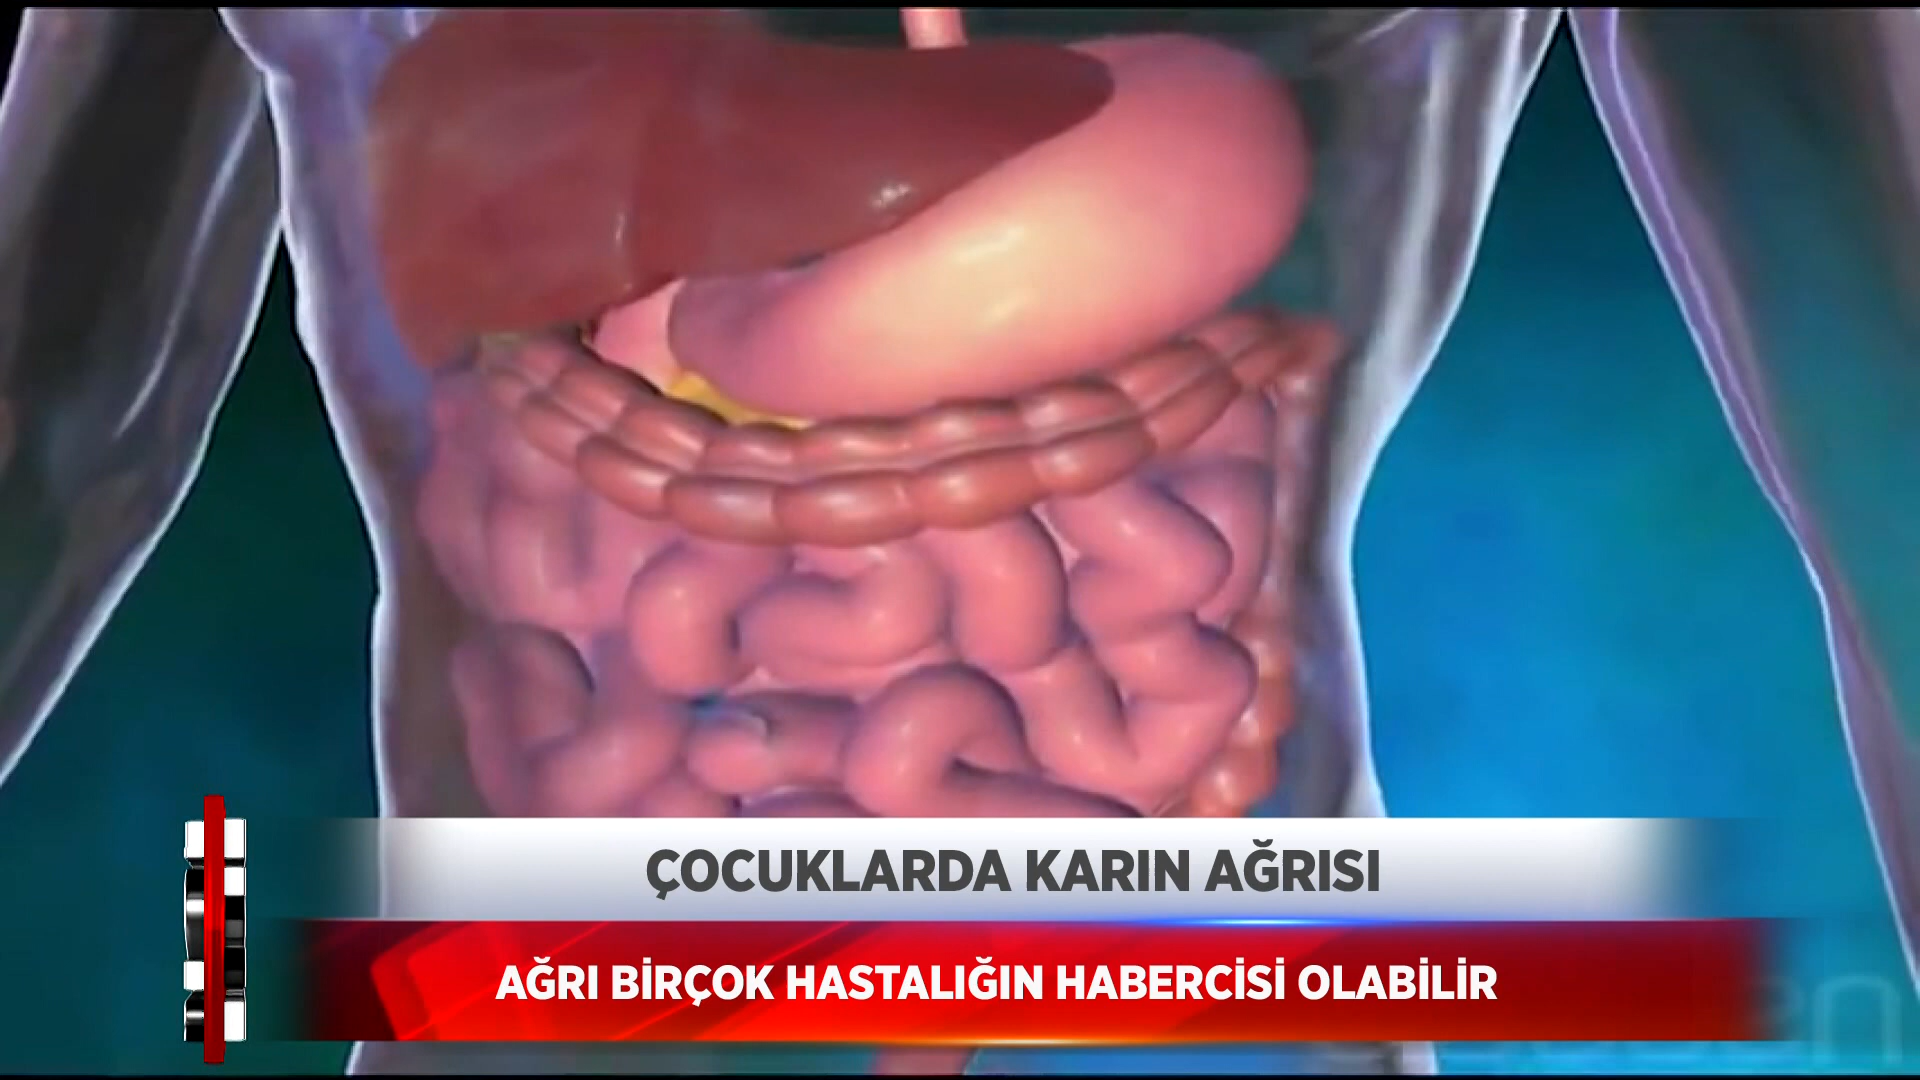 ÇOCUKLARDA KARIN AĞRISI
AĞRI BİRÇOK HASTALIĞIN HABERCİSİ OLABİLİR